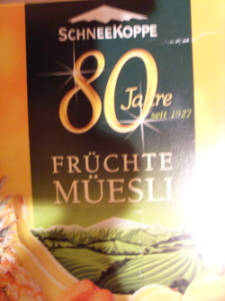 SCHNEEKOPPE
80
Jahre
seit 1927
FRÜCHTE
MÜESLI